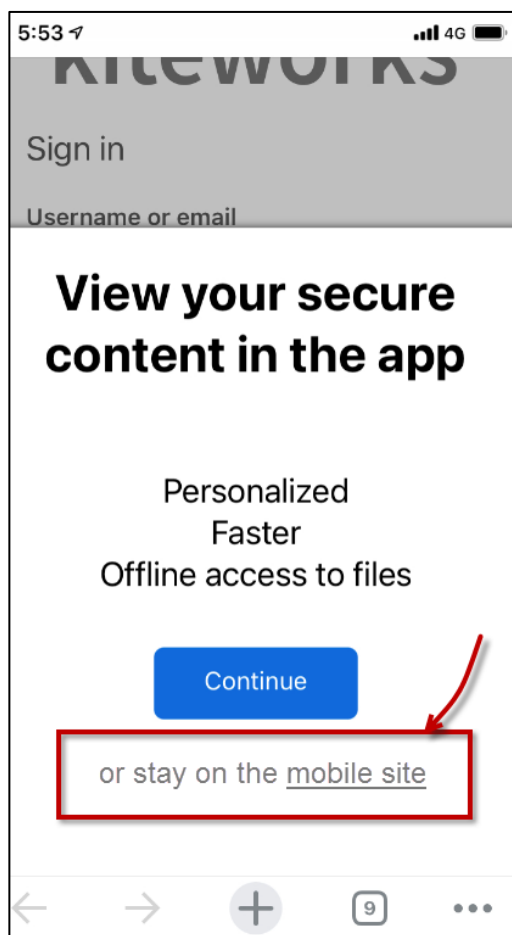 5:53
4G
kiteworks
Sign in
Username or email
View your secure
content in the app
Personalized
Faster
Offline access to files
Continue
or stay on the mobile site
9